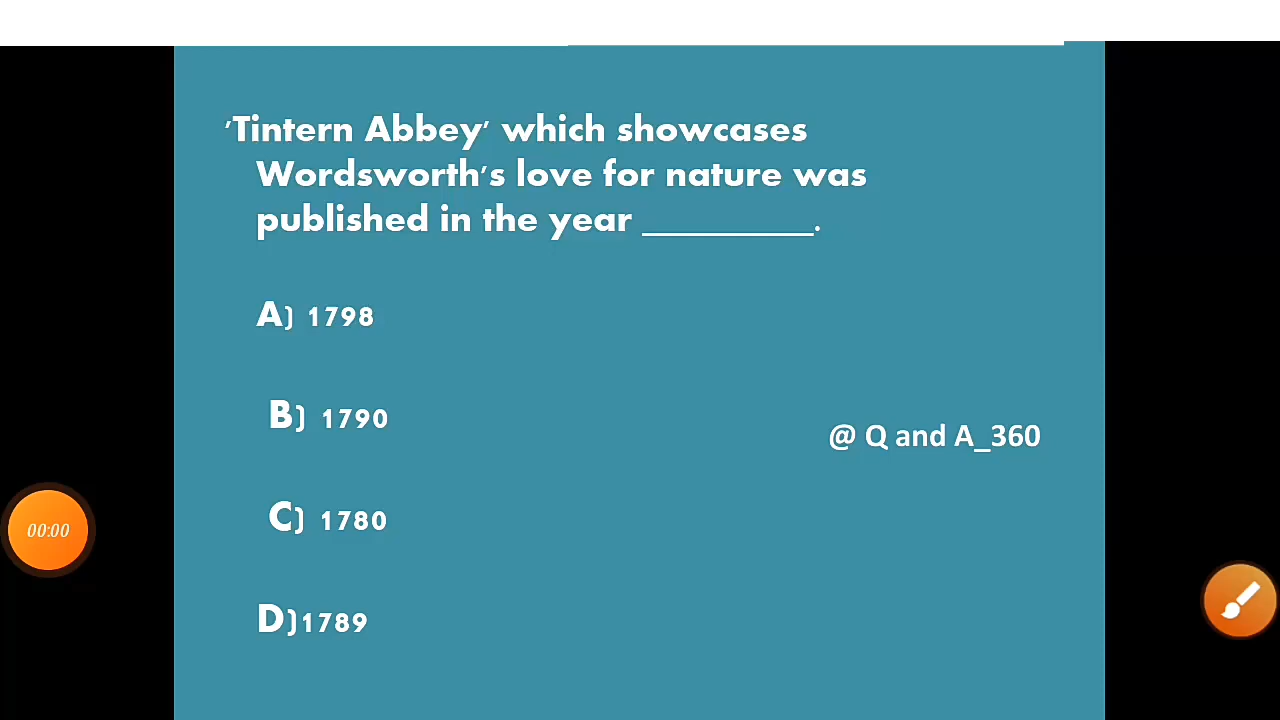 'Tintern Abbey' which showcases
Wordsworth's love for nature was
published in the year __________.
A) 1798
B) 1790
@ Q and A_360
C) 1780
00:00
D)1789